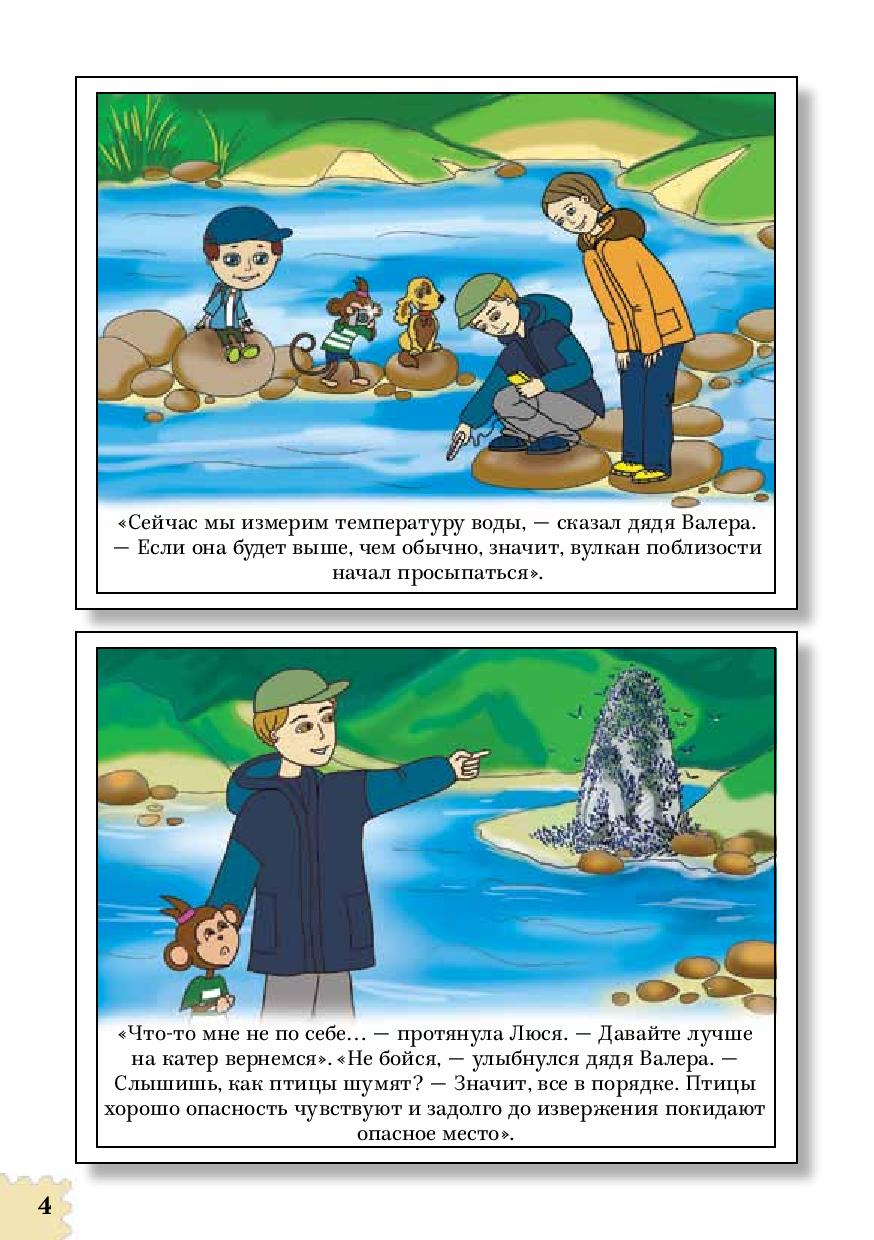 «Сейчас мы измерим температуру воды, — сказал дядя Валера.
— Если она будет выше, чем обычно, значит, вулкан поблизости
начал просыпаться».
«Что-то мне не по себе… — протянула Люся. — Давайте лучше
на катер вернемся». «Не бойся, — улыбнулся дядя Валера. —
Слышишь, как птицы шумят? — Значит, все в порядке. Птицы
хорошо опасность чувствуют и задолго до извержения покидают
опасное место».
4